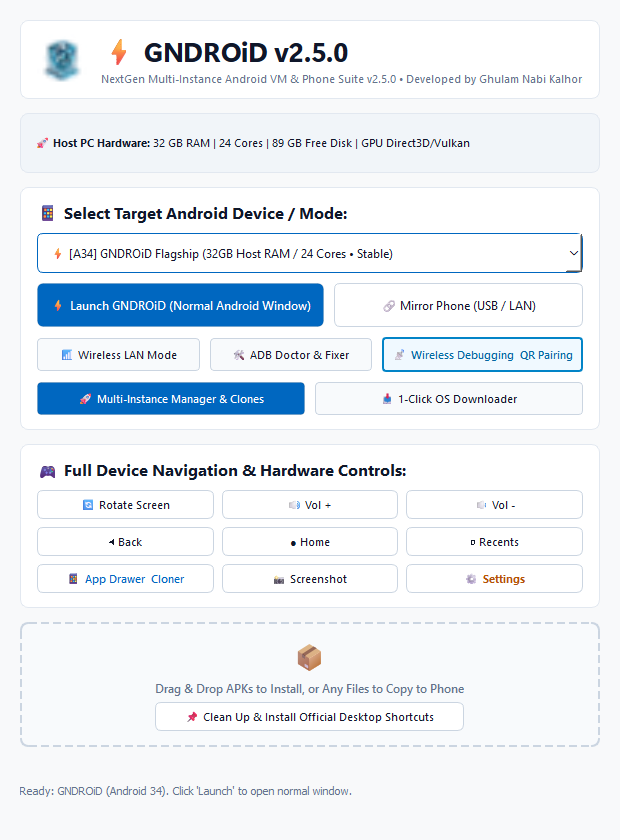 GNDROiD v2.5.0
NextGen Multi-Instance Android VM & Phone Suite v2.5.0 • Developed by Ghulam Nabi Kalhor
Host PC Hardware: 32 GB RAM | 24 Cores | 89 GB Free Disk | GPU Direct3D/Vulkan
Select Target Android Device / Mode:
[A34] GNDROiD Flagship (32GB Host RAM / 24 Cores • Stable)
Launch GNDROiD (Normal Android Window)
Mirror Phone (USB / LAN)
Wireless LAN Mode
ADB Doctor & Fixer
Wireless Debugging QR Pairing
Multi-Instance Manager & Clones
1-Click OS Downloader
Full Device Navigation & Hardware Controls:
Rotate Screen
Vol +
Vol -
Back
Home
Recents
App Drawer Cloner
Screenshot
Settings
Drag & Drop APKs to Install, or Any Files to Copy to Phone
Clean Up & Install Official Desktop Shortcuts
Ready: GNDROiD (Android 34). Click 'Launch' to open normal window.